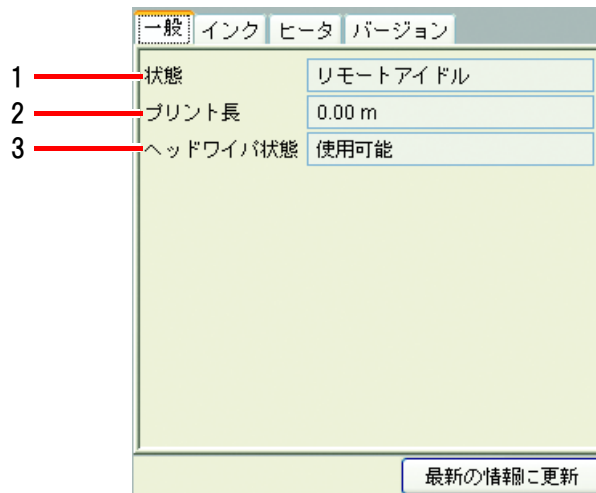 一般 インク ヒータ バージョン
1 状態 リモートアイドル
2 プリント長 0.00 m
3 ヘッドワイパ状態 使用可能
最新の情報に更新